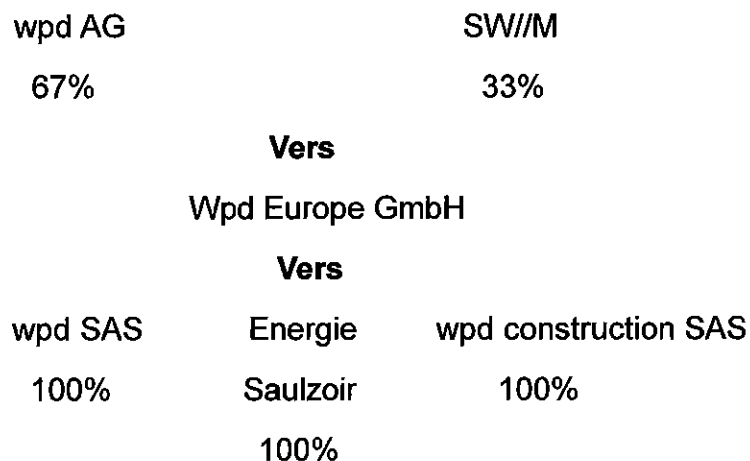 wpd AG SW//M
67% 33%
Vers
Wpd Europe GmbH
Vers
wpd SAS Energie wpd construction SAS
100% Saulzoir 100%
100%